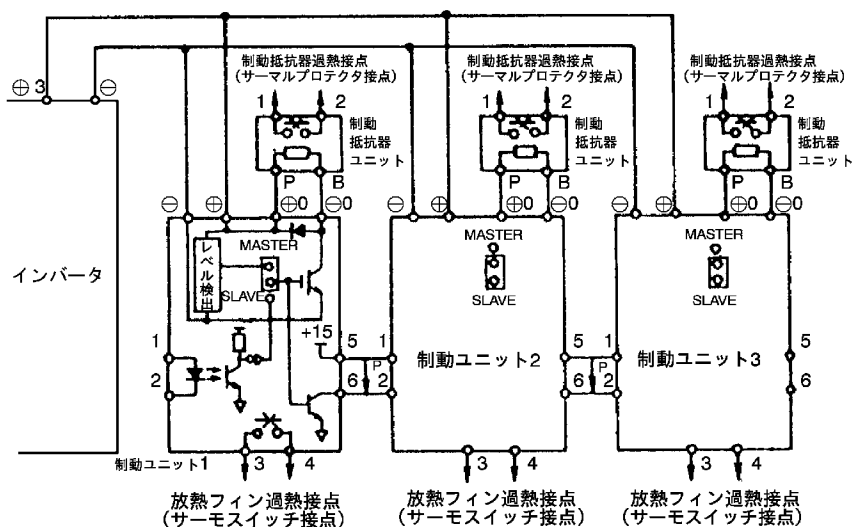 制動抵抗器過熱接点
(サーマルプロテクタ接点)
制動抵抗器過熱接点
(サーマルプロテクタ接点)
制動抵抗器過熱接点
(サーマルプロテクタ接点)
⊕ 3 ⊖
1 2
1 2
1 2
制動
抵抗器
ユニット
制動
抵抗器
ユニット
制動
抵抗器
ユニット
P B
P B
P B
⊖ ⊕ ⊕0 ⊖0
⊖ ⊕ ⊕0 ⊖0
⊖ ⊕ ⊕0 ⊖0
インバータ
レベル検出
MASTER
SLAVE
MASTER
SLAVE
MASTER
SLAVE
+15
1
2
5
6
P
1
2
制動ユニット2
5
6
P
1
2
制動ユニット3
5
6
制動ユニット1
3 4
3 4
3 4
放熱フィン過熱接点
(サーモスイッチ接点)
放熱フィン過熱接点
(サーモスイッチ接点)
放熱フィン過熱接点
(サーモスイッチ接点)